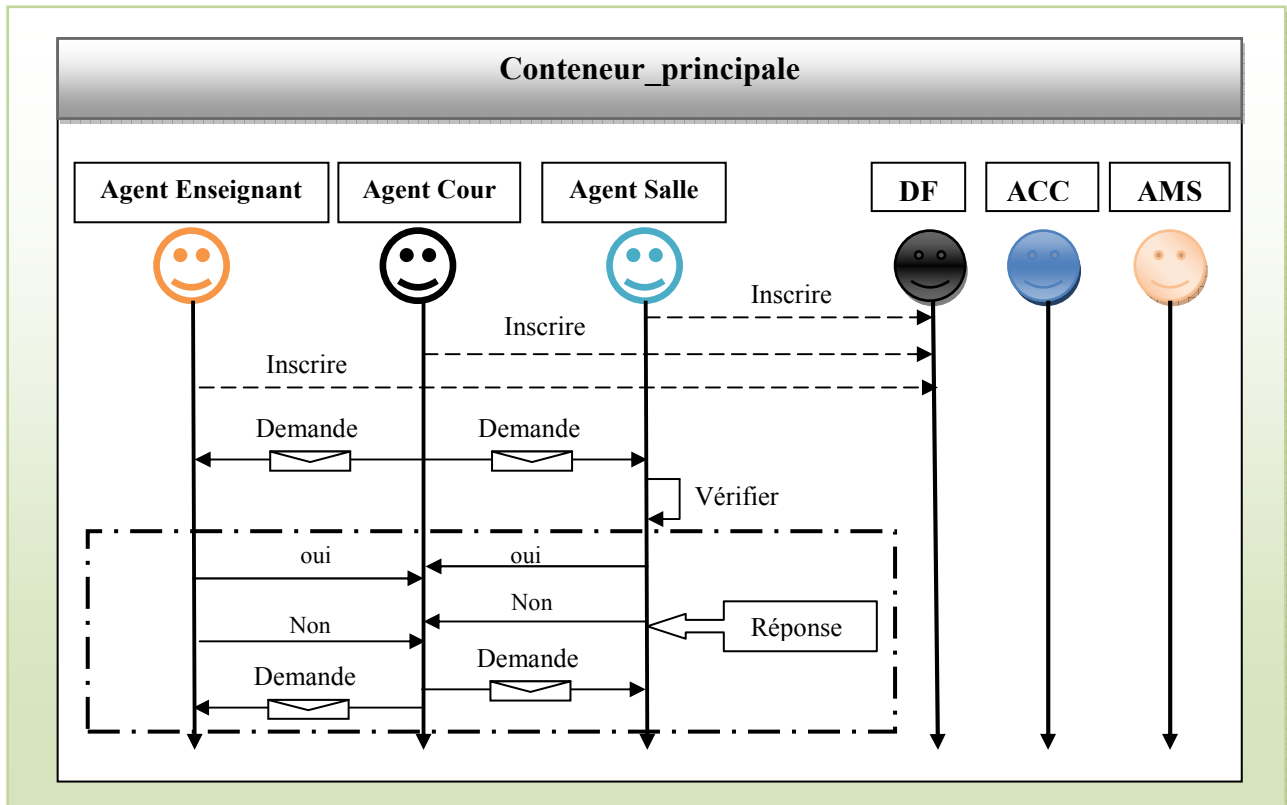 Conteneur_principale
Agent Enseignant
Agent Cour
Agent Salle
DF
ACC
AMS
Inscrire
Inscrire
Inscrire
Demande
Demande
Vérifier
oui
oui
Non
Non
Réponse
Demande
Demande